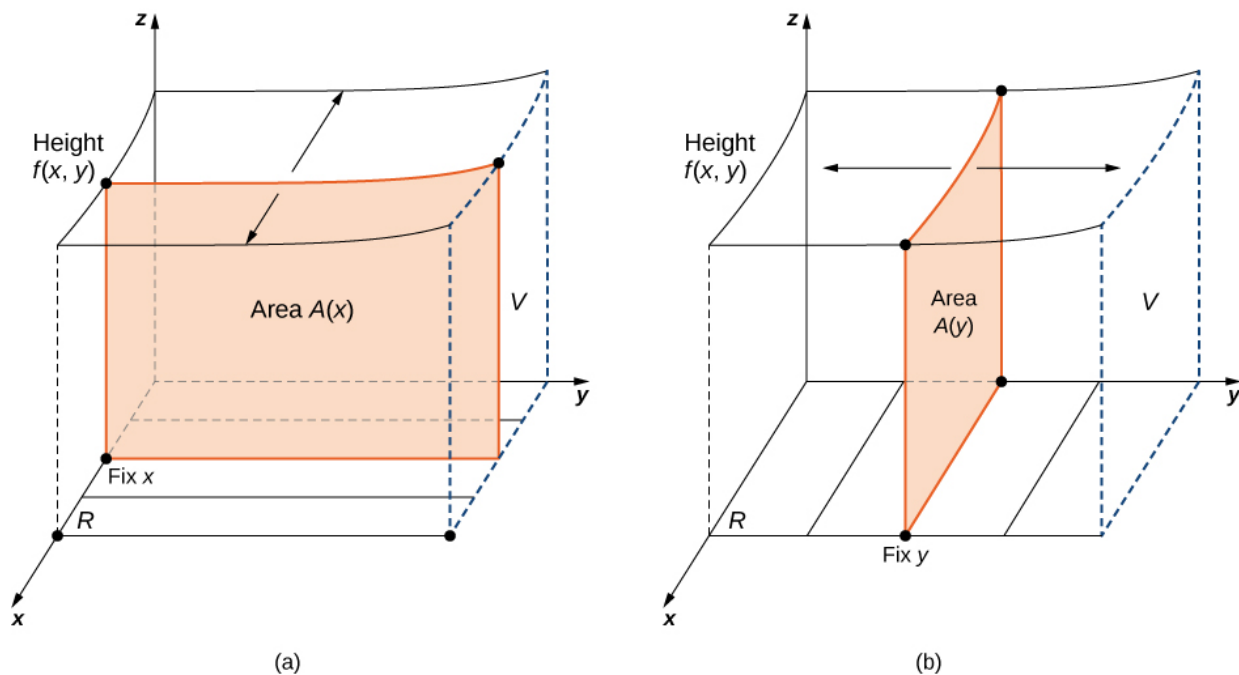 z
Height
f(x, y)
Area A(x)
V
y
Fix x
R
x
(a)
z
Height
f(x, y)
Area
A(y)
V
y
R
Fix y
x
(b)